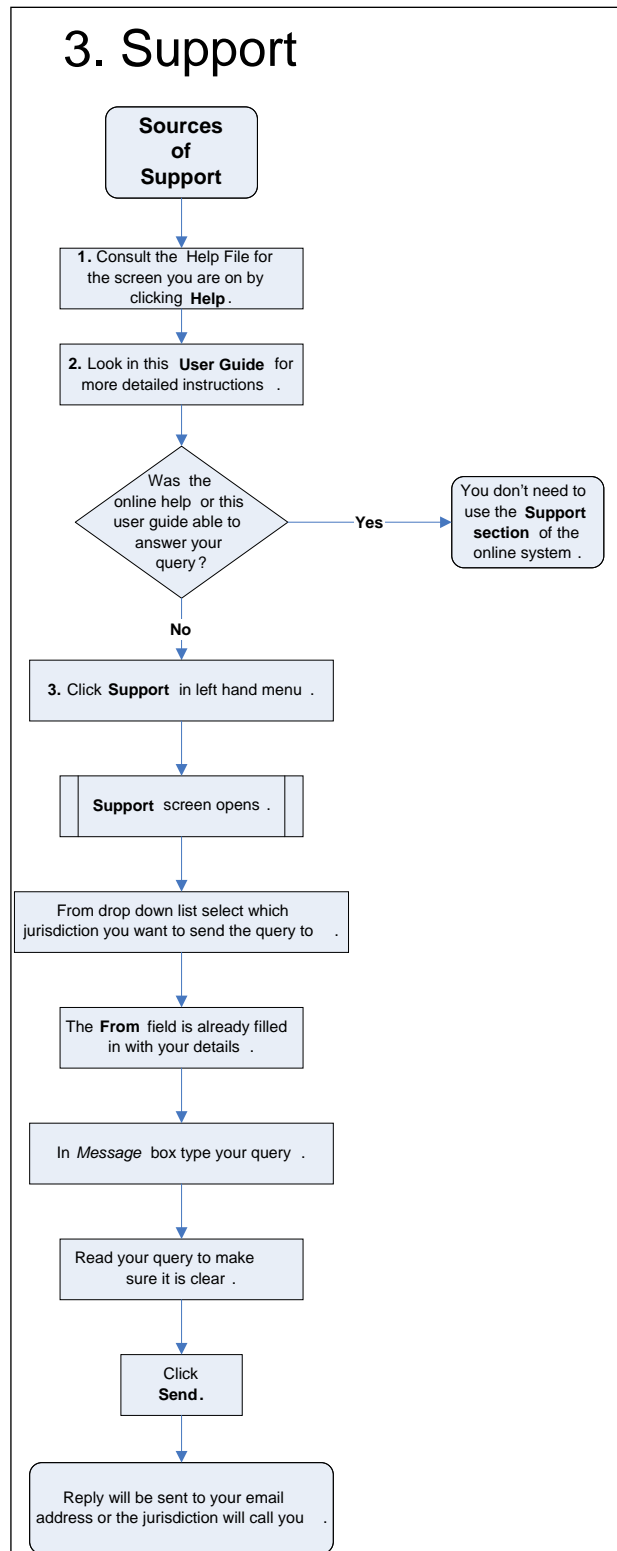 3. Support
Sources
of
Support
1. Consult the Help File for
the screen you are on by
clicking Help.
2. Look in this User Guide for
more detailed instructions .
Was the
online help or this
user guide able to
answer your
query?
Yes
You don't need to
use the Support
section of the
online system .
No
3. Click Support in left hand menu .
Support screen opens .
From drop down list select which
jurisdiction you want to send the query to .
The From field is already filled
in with your details .
In Message box type your query .
Read your query to make
sure it is clear .
Click
Send.
Reply will be sent to your email
address or the jurisdiction will call you .